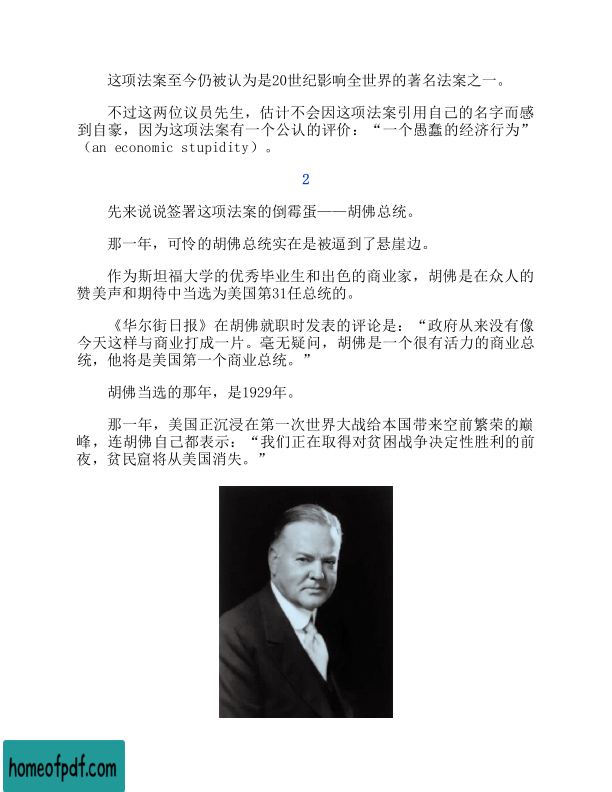 这项法案至今仍被认为是20世纪影响全世界的著名法案之一。
不过这两位议员先生，估计不会因这项法案引用自己的名字而感
到自豪，因为这项法案有一个公认的评价：“一个愚蠢的经济行为”
（an economic stupidity）。
2
先来说说签署这项法案的倒霉蛋——胡佛总统。
那一年，可怜的胡佛总统实在是被逼到了悬崖边。
作为斯坦福大学的优秀毕业生和出色的商业家，胡佛是在众人的
赞美声和期待中当选为美国第31任总统的。
《华尔街日报》在胡佛就职时发表的评论是：“政府从来没有像
今天这样与商业打成一片。毫无疑问，胡佛是一个很有活力的商业总
统，他将是美国第一个商业总统。”
胡佛当选的那年，是1929年。
那一年，美国正沉浸在第一次世界大战给本国带来空前繁荣的巅
峰，连胡佛自己都表示：“我们正在取得对贫困战争决定性胜利的前
夜，贫民窟将从美国消失。”
homeofpdf.com